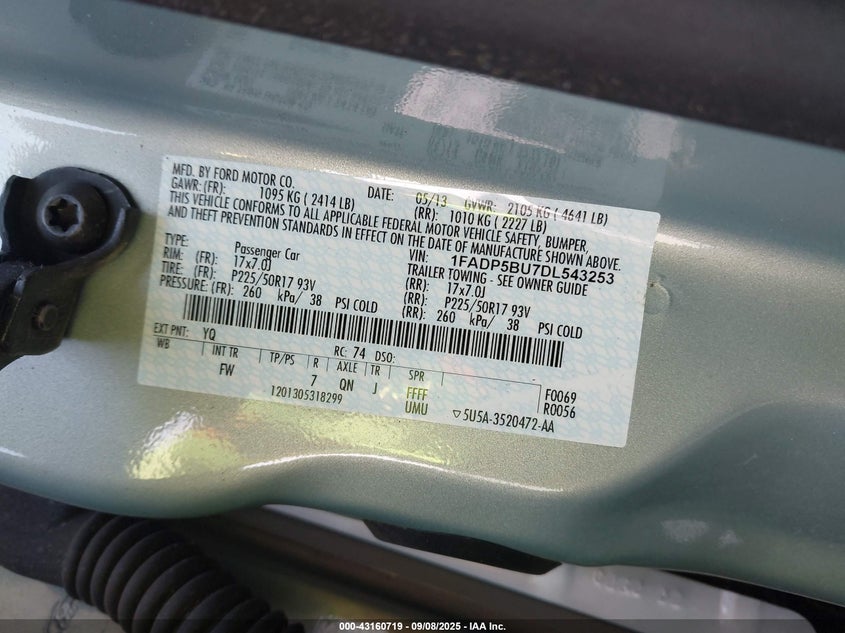 MFD. BY FORD MOTOR CO. DATE: 05/13 GVWR: 2105 KG ( 4641 LB)
GAWR: (FR): 1095 KG ( 2414 LB) (RR): 1010 KG ( 2227 LB)
THIS VEHICLE CONFORMS TO ALL APPLICABLE FEDERAL MOTOR VEHICLE SAFETY, BUMPER,
AND THEFT PREVENTION STANDARDS IN EFFECT ON THE DATE OF MANUFACTURE SHOWN ABOVE.
VIN: 1FADP5BU7DL543253
TYPE: Passenger Car TRAILER TOWING - SEE OWNER GUIDE
RIM: (FR): 17x7.0J (RR): 17x7.0J
TIRE: (FR): P225/50R17 93V (RR): P225/50R17 93V
PRESSURE: (FR): 260 kPa/ 38 PSI COLD (RR): 260 kPa/ 38 PSI COLD
EXT PNT: YQ RC: 74 DSO:
WB INT TR TP/PS R AXLE TR SPR
FW 7 QN J FFFF F0069
UMU R0056
1201305318299 ▽5U5A-3520472-AA
000-43160719 - 09/08/2025 - IAA Inc.